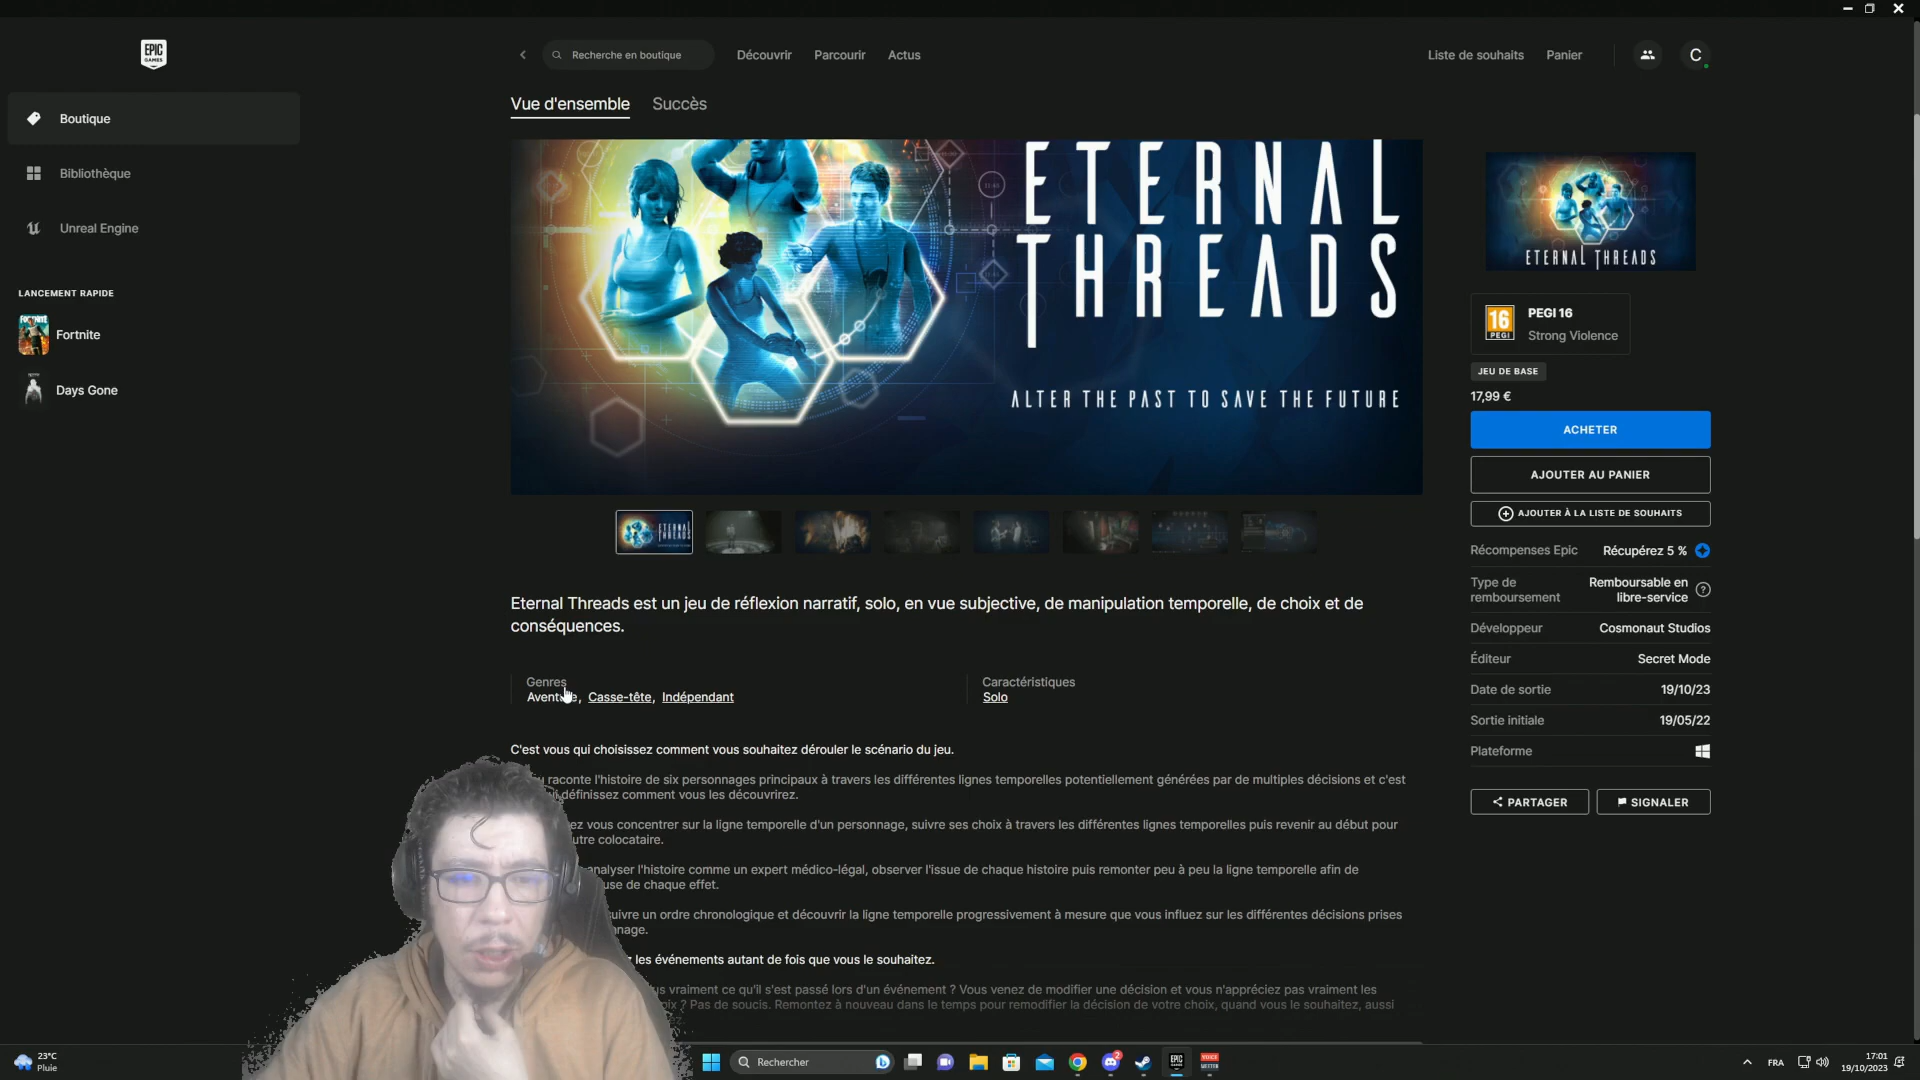 EPIC GAMES
Recherche en boutique
Découvrir
Parcourir
Actus
Liste de souhaits
Panier
C
Boutique
Bibliothèque
Unreal Engine
LANCEMENT RAPIDE
Fortnite
Days Gone
Vue d'ensemble
Succès
ETERNAL
THREADS
ALTER THE PAST TO SAVE THE FUTURE
Eternal Threads est un jeu de réflexion narratif, solo, en vue subjective, de manipulation temporelle, de choix et de
conséquences.
Genres
Aventure, Casse-tête, Indépendant
Caractéristiques
Solo
C'est vous qui choisissez comment vous souhaitez dérouler le scénario du jeu.
raconte l'histoire de six personnages principaux à travers les différentes lignes temporelles potentiellement générées par de multiples décisions et c'est
définissez comment vous les découvrirez.
vous concentrer sur la ligne temporelle d'un personnage, suivre ses choix à travers les différentes lignes temporelles puis revenir au début pour
utre colocataire.
analyser l'histoire comme un expert médico-légal, observer l'issue de chaque histoire puis remonter peu à peu la ligne temporelle afin de
use de chaque effet.
uivre un ordre chronologique et découvrir la ligne temporelle progressivement à mesure que vous influez sur les différentes décisions prises
nnage.
les événements autant de fois que vous le souhaitez.
us vraiment ce qu'il s'est passé lors d'un événement ? Vous venez de modifier une décision et vous n'appréciez pas vraiment les
oix ? Pas de soucis. Remontez à nouveau dans le temps pour remodifier la décision de votre choix, quand vous le souhaitez, aussi
ETERNAL THREADS
16
PEGI
PEGI 16
Strong Violence
JEU DE BASE
17,99 €
ACHETER
AJOUTER AU PANIER
AJOUTER À LA LISTE DE SOUHAITS
Récompenses Epic
Récupérez 5 %
Type de remboursement
Remboursable en libre-service
Développeur
Cosmonaut Studios
Éditeur
Secret Mode
Date de sortie
19/10/23
Sortie initiale
19/05/22
Plateforme
PARTAGER
SIGNALER
23°C
Pluie
Rechercher
FRA
17:01
19/10/2023